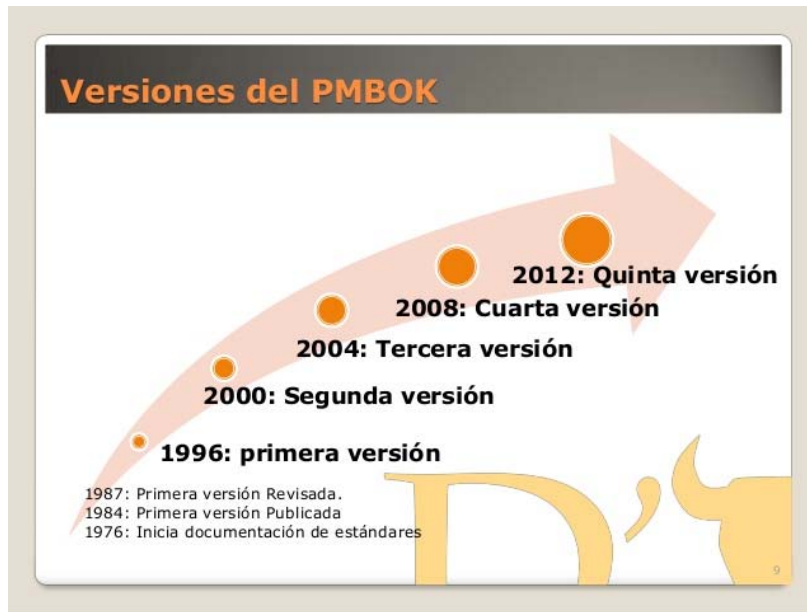 Versiones del PMBOK
2012: Quinta versión
2008: Cuarta versión
2004: Tercera versión
2000: Segunda versión
1996: primera versión
1987: Primera versión Revisada.
1984: Primera versión Publicada
1976: Inicia documentación de estándares
D'
9